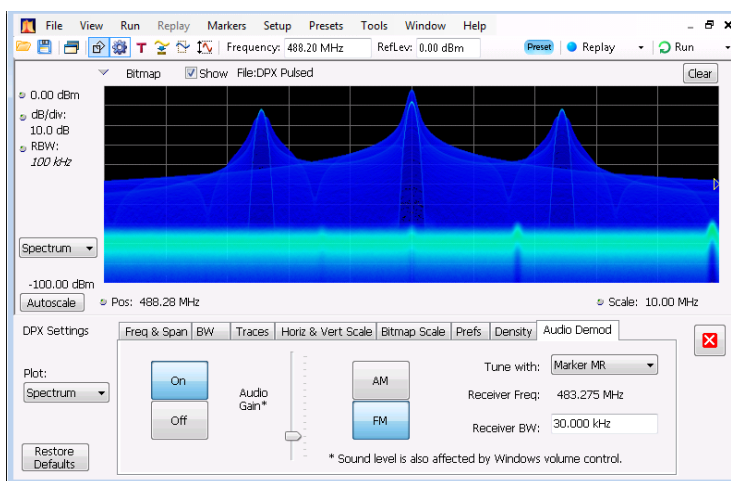 File View Run Replay Markers Setup Presets Tools Window Help
T Frequency: 488.20 MHz RefLev: 0.00 dBm Preset Replay Run
Bitmap Show File:DPX Pulsed Clear
0.00 dBm
dB/div:
10.0 dB
RBW:
100 kHz
Spectrum
-100.00 dBm
Autoscale Pos: 488.28 MHz Scale: 10.00 MHz
DPX Settings Freq & Span BW Traces Horiz & Vert Scale Bitmap Scale Prefs Density Audio Demod
Plot:
Spectrum
Restore
Defaults
On
Off
Audio
Gain*
AM
FM
Tune with: Marker MR
Receiver Freq: 483.275 MHz
Receiver BW: 30.000 kHz
* Sound level is also affected by Windows volume control.